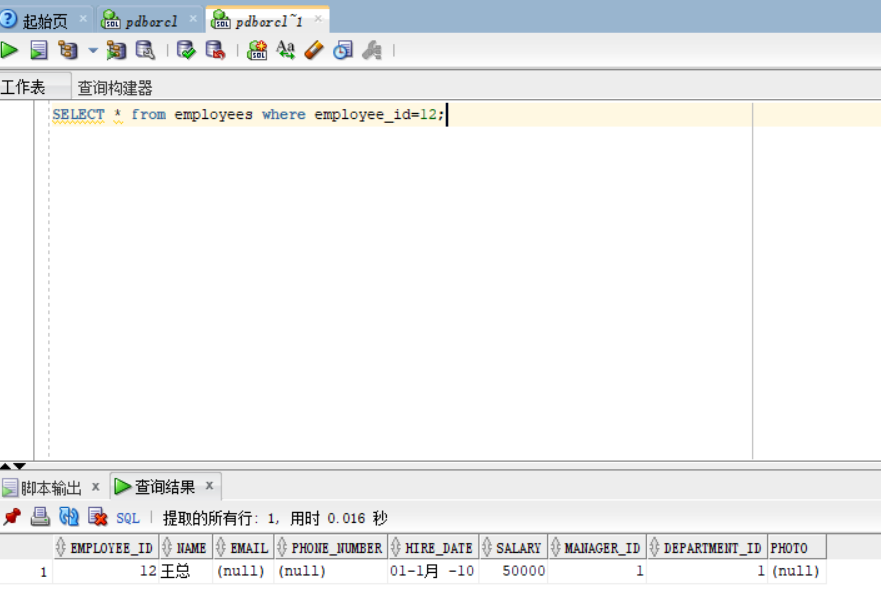 起始页 × pdborcl × pdborcl~1 ×
工作表 查询构建器
SELECT * from employees where employee_id=12;
脚本输出 × 查询结果 ×
SQL | 提取的所有行: 1, 用时 0.016 秒
EMPLOYEE_ID NAME EMAIL PHONE_NUMBER HIRE_DATE SALARY MANAGER_ID DEPARTMENT_ID PHOTO
1 12 王总 (null) (null) 01-1月 -10 50000 1 1 (null)